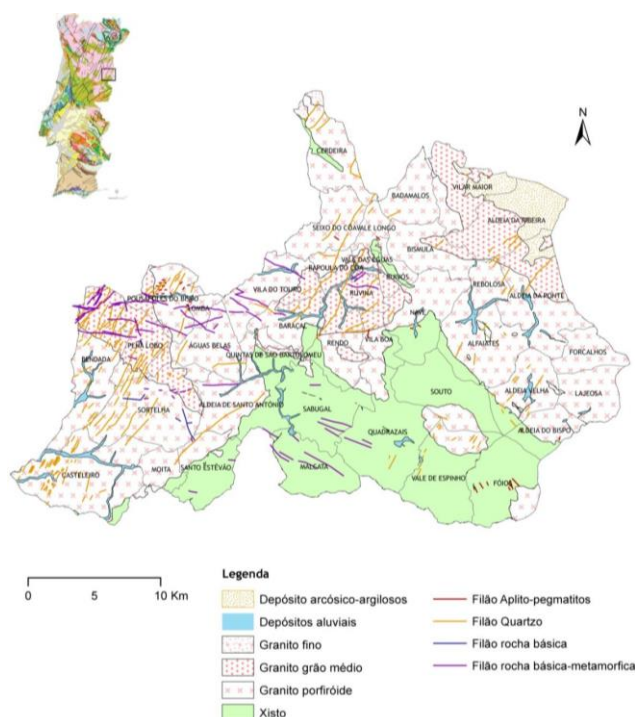 N
CERDEIRA
VILAR MAIOR
BADAMALOS
ALDEIA DA RIBEIRA
SEIXO DO CÔAVALE LONGO
BISMULA
VALE DAS ÉGUAS
RAPOULA DO CÔA
RUIVÓS
REBOLOSA
VILA DO TOURO
RUVINA
ALDEIA DA PONTE
LOMBA
NAVE
BARAÇAL
VILA BOA
PENA LOBO
ÁGUAS BELAS
RENDO
ALFAIATES
FORCALHOS
QUINTAS DE SÃO BARTOLOMEU
BENDADA
SOUTO
ALDEIA VELHA
LAJEOSA
SORTELHA
ALDEIA DE SANTO ANTÓNIO
SABUGAL
QUADRAZAIS
ALDEIA DO BISPO
CASTELEIRO
MOITA
SANTO ESTÊVÃO
MALCATA
VALE DE ESPINHO
FÓIOS
0 5 10 Km
Legenda
Depósito arcósico-argilosos
Depósitos aluviais
Granito fino
Granito grão médio
Granito porfiróide
Xisto
Filão Aplito-pegmatitos
Filão Quartzo
Filão rocha básica
Filão rocha básica-metamorfica